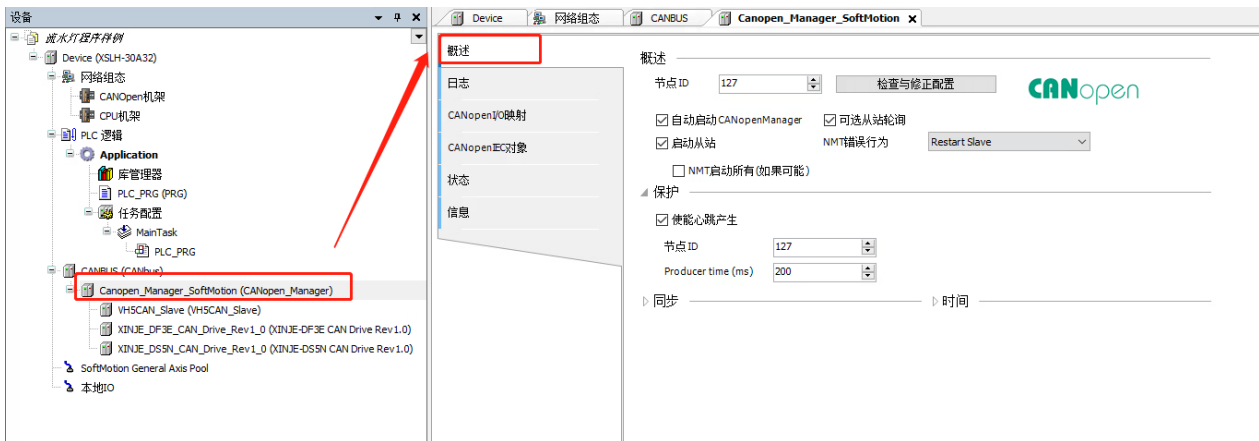 设备
流水灯程序样例
Device (XSLH-30A32)
网络组态
CANOpen机架
CPU机架
PLC 逻辑
Application
库管理器
PLC_PRG (PRG)
任务配置
MainTask
PLC_PRG
CANBUS (CANbus)
Canopen_Manager_SoftMotion (CANopen_Manager)
VH5CAN_Slave (VH5CAN_Slave)
XINJE_DF3E_CAN_Drive_Rev1_0 (XINJE-DF3E CAN Drive Rev1.0)
XINJE_DS5N_CAN_Drive_Rev1_0 (XINJE-DS5N CAN Drive Rev1.0)
SoftMotion General Axis Pool
本地IO
Device 网络组态 CANBUS Canopen_Manager_SoftMotion
概述
日志
CANopenI/O映射
CANopenIEC对象
状态
信息
概述
节点ID 127 检查与修正配置 CANopen
自动启动CANopenManager 可选从站轮询
启动从站 NMT错误行为 Restart Slave
NMT启动所有(如果可能)
保护
使能心跳产生
节点ID 127
Producer time (ms) 200
同步 时间